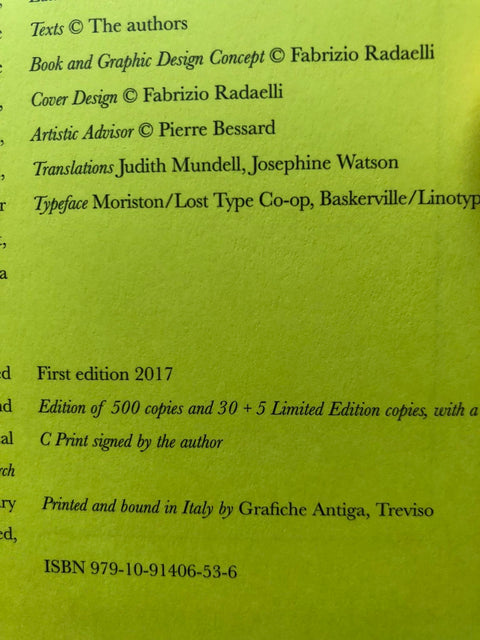 Texts © The authors
Book and Graphic Design Concept © Fabrizio Radaelli
Cover Design © Fabrizio Radaelli
Artistic Advisor © Pierre Bessard
Translations Judith Mundell, Josephine Watson
Typeface Moriston/Lost Type Co-op, Baskerville/Linotyp
First edition 2017
Edition of 500 copies and 30 + 5 Limited Edition copies, with a
C Print signed by the author
Printed and bound in Italy by Grafiche Antiga, Treviso
ISBN 979-10-91406-53-6